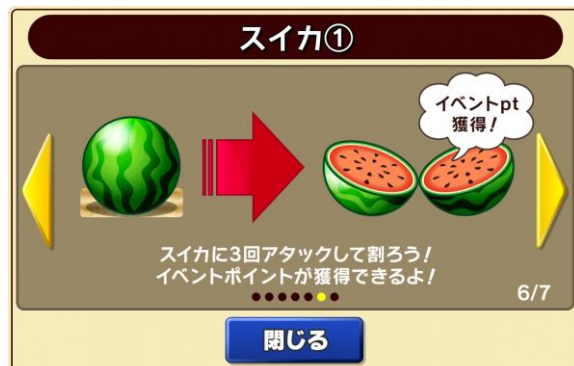 スイカ①
イベントpt
獲得!
スイカに3回アタックして割ろう!
イベントポイントが獲得できるよ!
6/7
閉じる